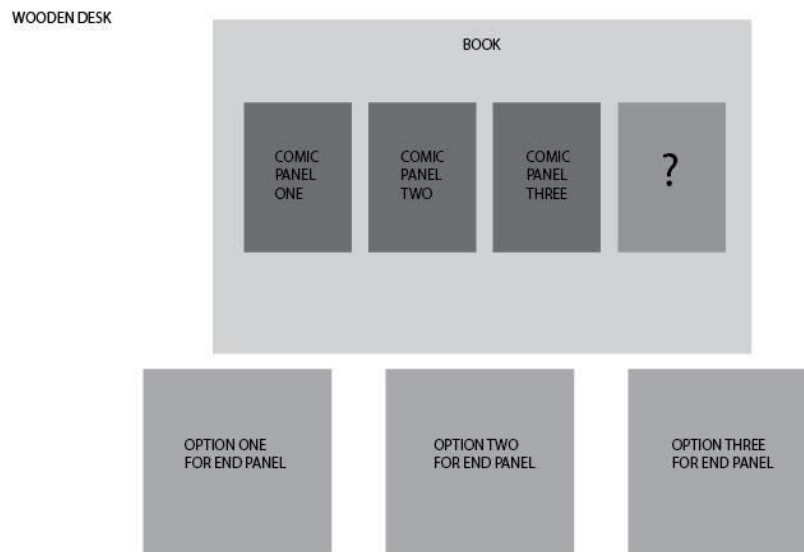 WOODEN DESK
BOOK
COMIC
PANEL
ONE
COMIC
PANEL
TWO
COMIC
PANEL
THREE
?
OPTION ONE
FOR END PANEL
OPTION TWO
FOR END PANEL
OPTION THREE
FOR END PANEL